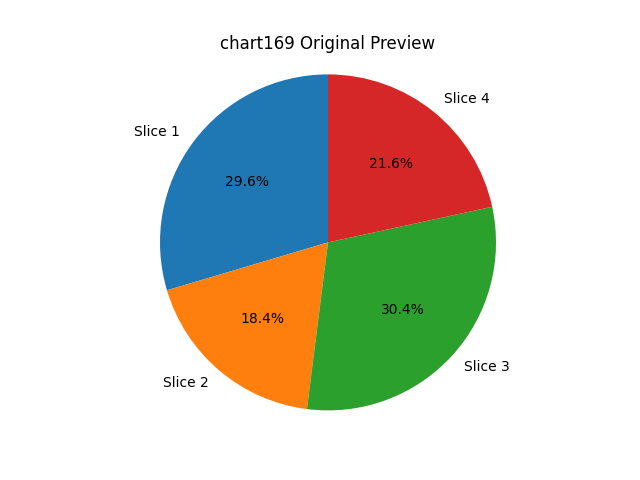 chart169 Original Preview
Slice 4
Slice 1
21.6%
29.6%
30.4%
18.4%
Slice 3
Slice 2